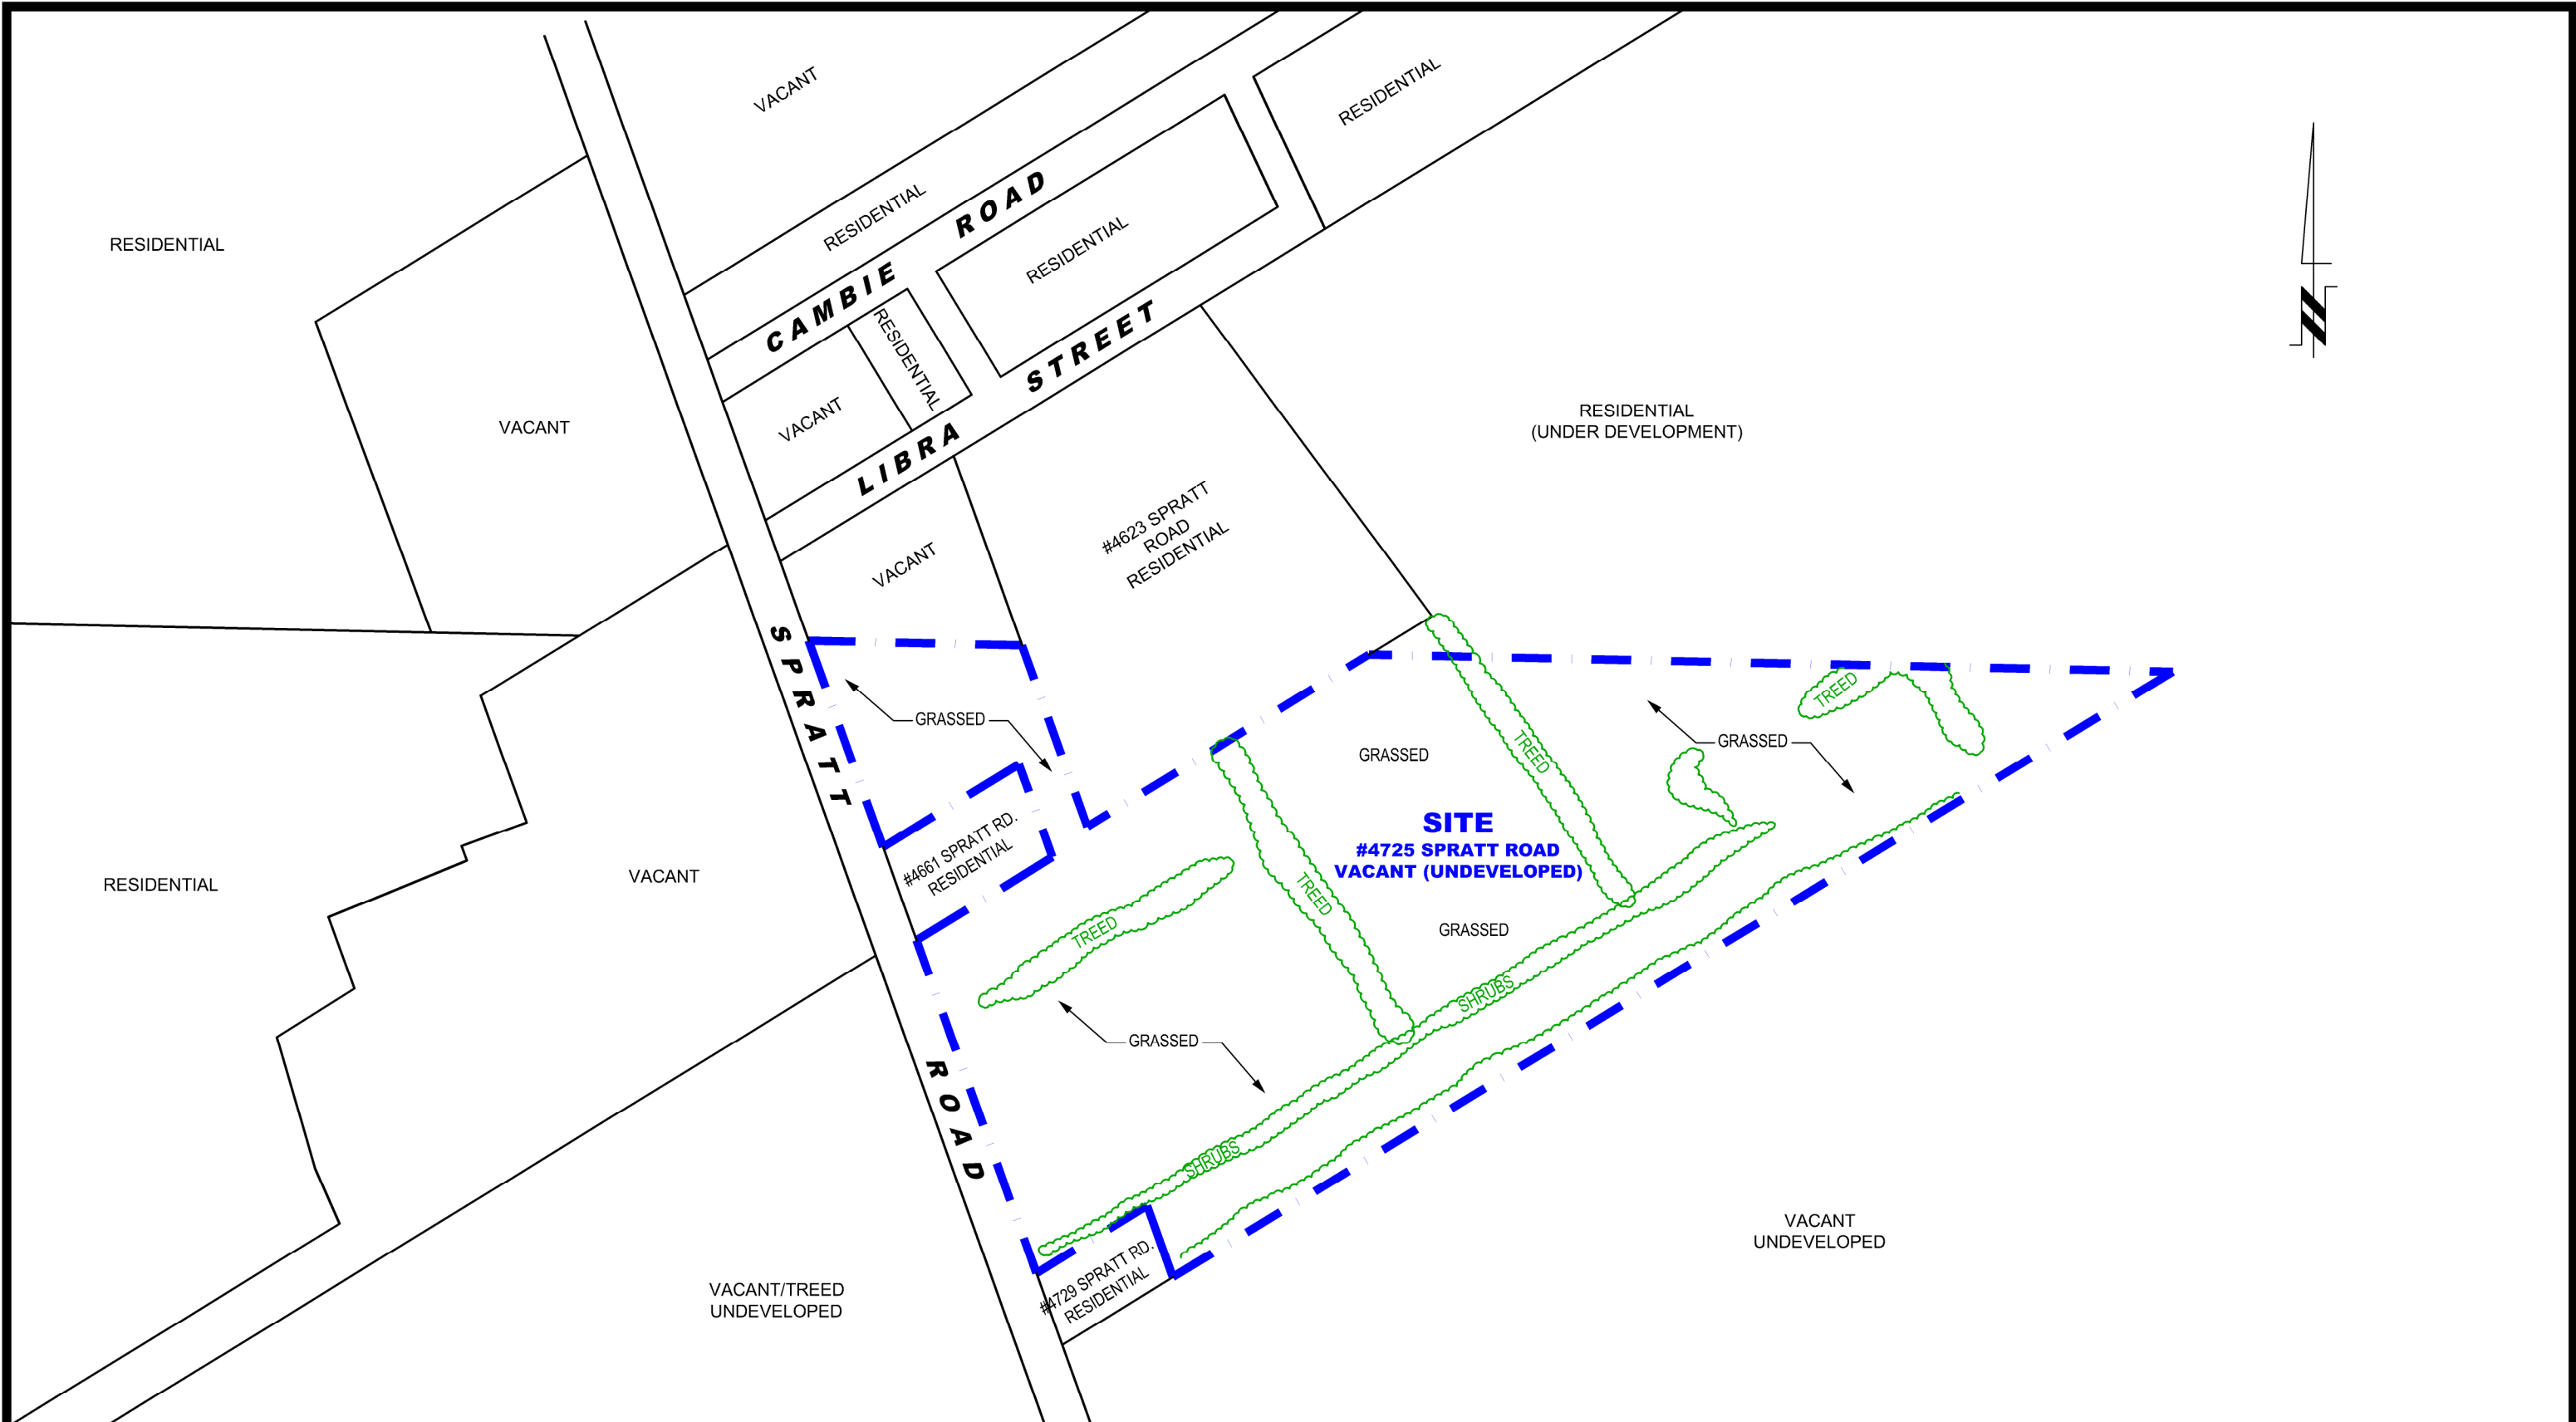 VACANT
RESIDENTIAL
RESIDENTIAL
RESIDENTIAL
CAMBIE ROAD
RESIDENTIAL
RESIDENTIAL
VACANT
LIBRA STREET
VACANT
RESIDENTIAL
(UNDER DEVELOPMENT)
#4623 SPRATT
ROAD
RESIDENTIAL
VACANT
SPRATT ROAD
GRASSED
TREED
GRASSED
GRASSED
TREED
SITE
#4725 SPRATT ROAD
VACANT (UNDEVELOPED)
GRASSED
#4661 SPRATT RD.
RESIDENTIAL
TREED
TREED
RESIDENTIAL
VACANT
SHRUBS
GRASSED
SHRUBS
#4729 SPRATT RD.
RESIDENTIAL
VACANT
UNDEVELOPED
VACANT/TREED
UNDEVELOPED
N